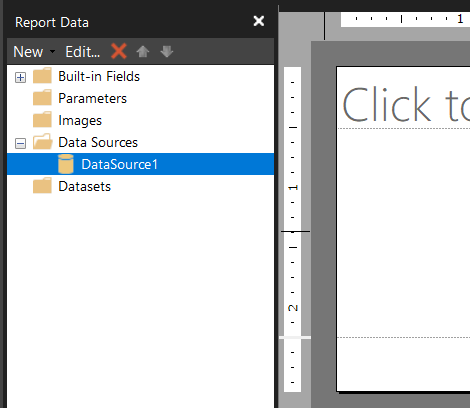 Report Data
New Edit...
Built-in Fields
Parameters
Images
Data Sources
DataSource1
Datasets
1
Click to
1
2